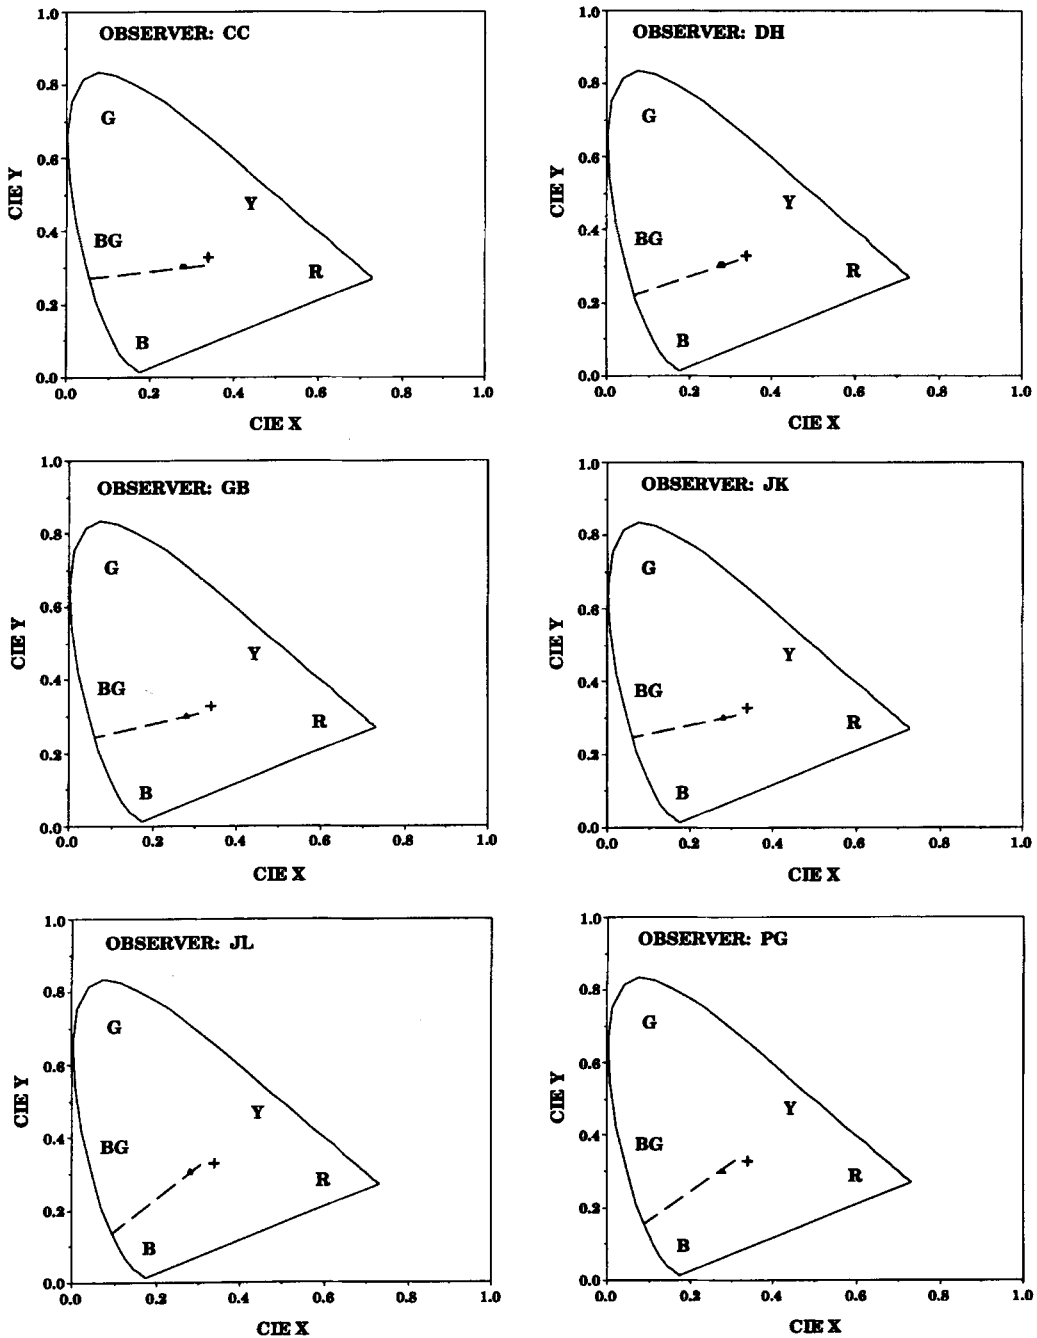 OBSERVER: CC
1.0
0.8
0.6
0.4
0.2
0.0
CIE Y
G
Y
BG
R
B
0.0 0.2 0.4 0.6 0.8 1.0
CIE X
OBSERVER: DH
1.0
0.8
0.6
0.4
0.2
0.0
CIE Y
G
Y
BG
R
B
0.0 0.2 0.4 0.6 0.8 1.0
CIE X
OBSERVER: GB
1.0
0.8
0.6
0.4
0.2
0.0
CIE Y
G
Y
BG
R
B
0.0 0.2 0.4 0.6 0.8 1.0
CIE X
OBSERVER: JK
1.0
0.8
0.6
0.4
0.2
0.0
CIE Y
G
Y
BG
R
B
0.0 0.2 0.4 0.6 0.8 1.0
CIE X
OBSERVER: JL
1.0
0.8
0.6
0.4
0.2
0.0
CIE Y
G
Y
BG
R
B
0.0 0.2 0.4 0.6 0.8 1.0
CIE X
OBSERVER: PG
1.0
0.8
0.6
0.4
0.2
0.0
CIE Y
G
Y
BG
R
B
0.0 0.2 0.4 0.6 0.8 1.0
CIE X